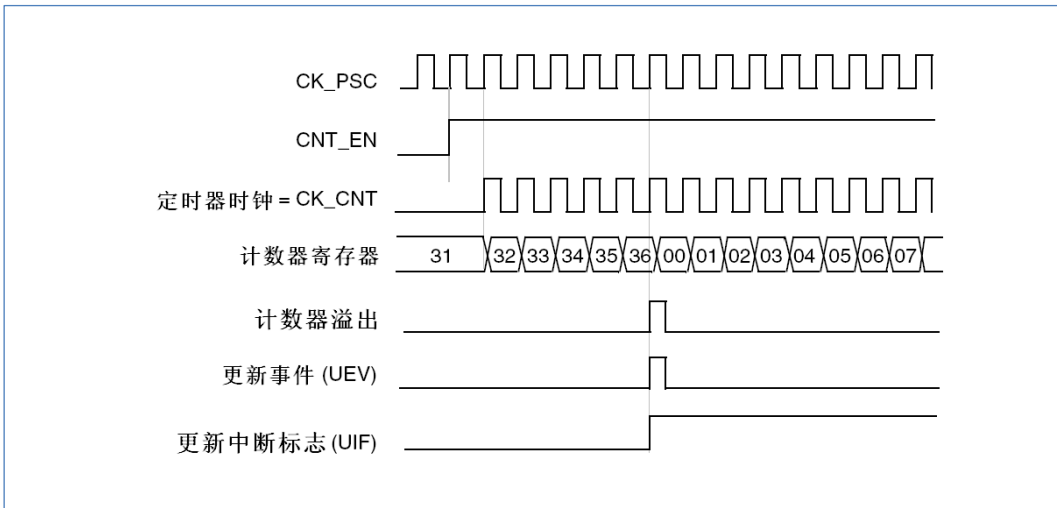 CK_PSC
CNT_EN
定时器时钟 = CK_CNT
计数器寄存器 31 32 33 34 35 36 00 01 02 03 04 05 06 07
计数器溢出
更新事件 (UEV)
更新中断标志 (UIF)